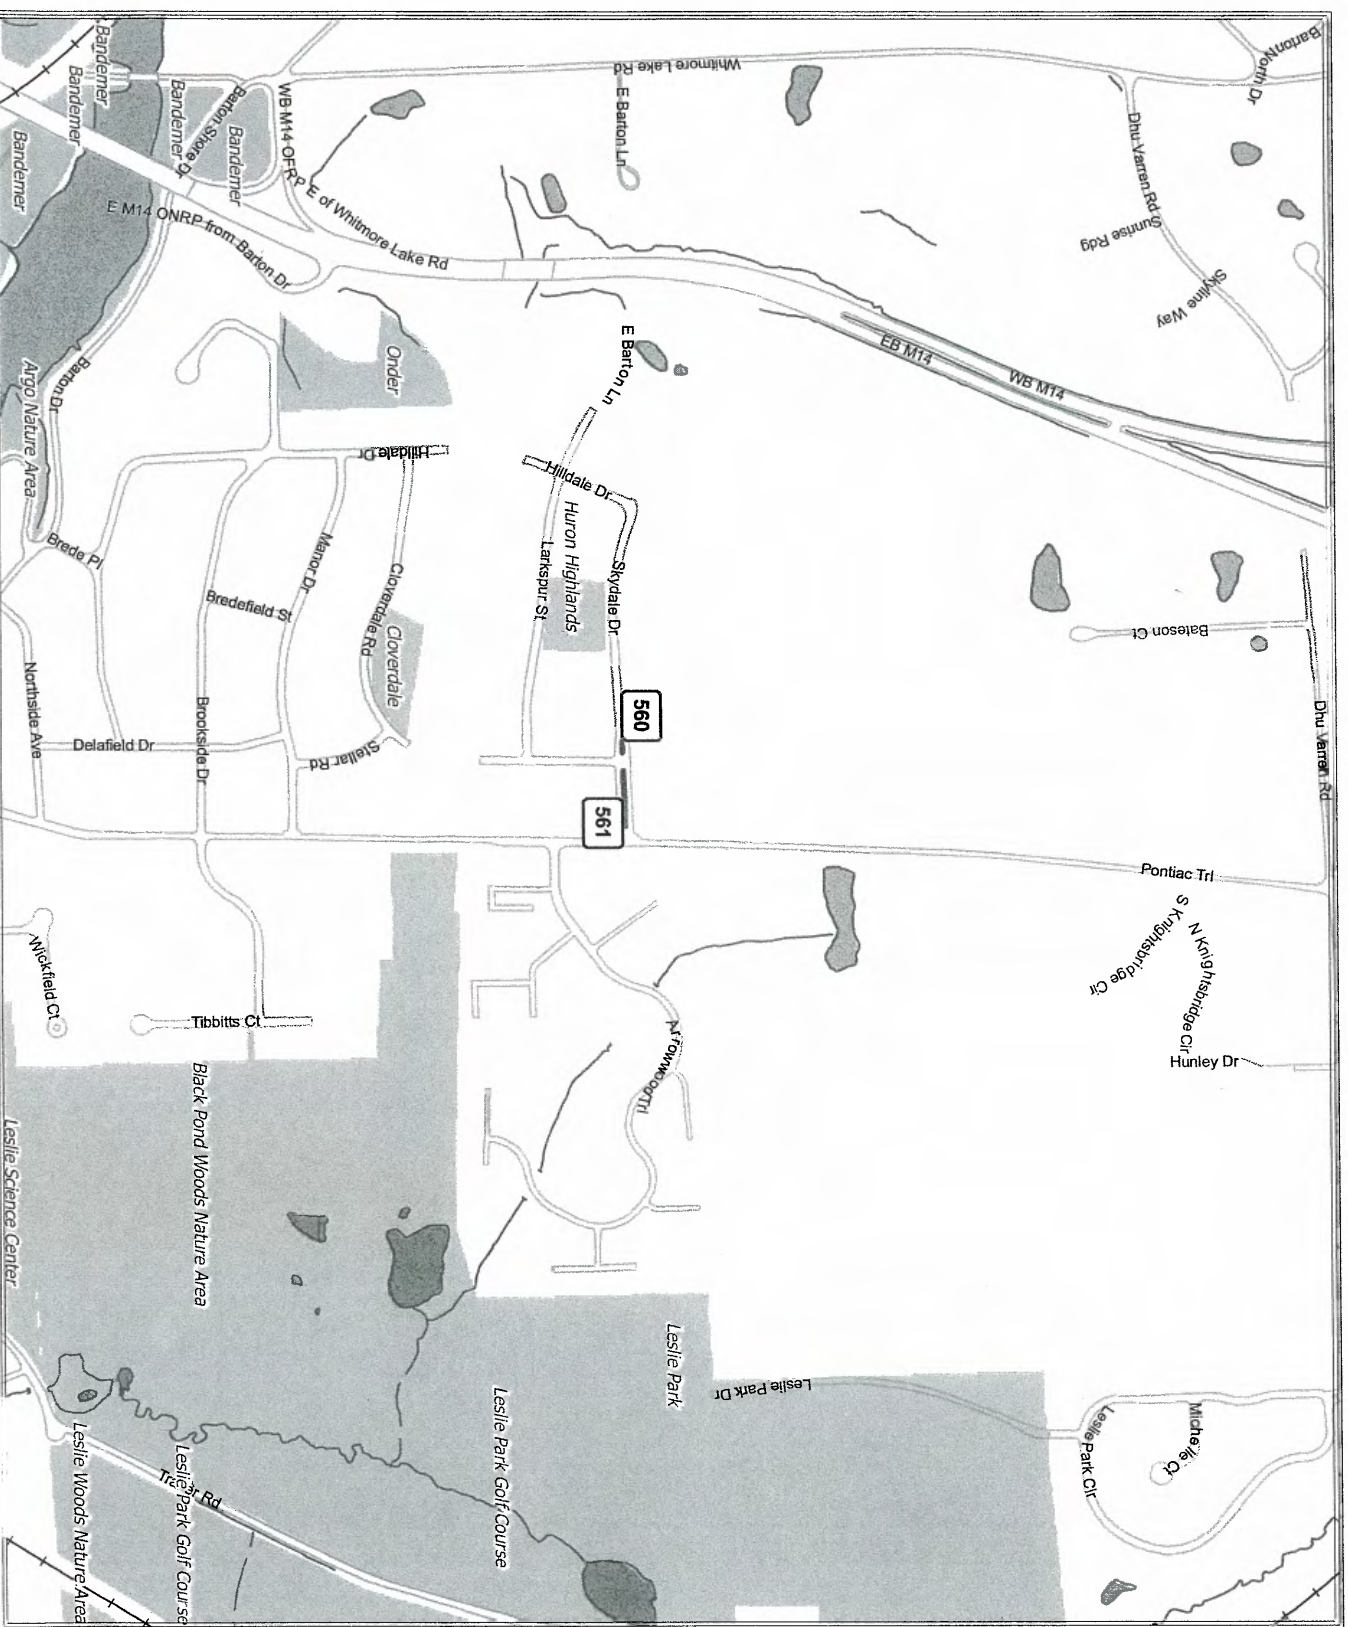 Barton North Dr
Whitmore Lake Rd
E Barton Ln
Dhu Varren Rd
Sunrise Rdg
Skyline Way
Bandemer
Bandemer
Bandemer
Bandemer
Bandemer
Barton Shore Dr
WB M14 OFRP E of Whitmore Lake Rd
E M14 ONRP from Barton Dr
EB M14
WB M14
Onder
E Barton Ln
Barton Dr
Argo Nature Area
Hilldale Dr
Hilldale Dr
Huron Highlands
Larkspur St
Skydale Dr
Brede Pl
Bredefield St
Manor Dr
Cloverdale Rd
Cloverdale
Bateson Ct
Dhu Varren Rd
Northside Ave
Delafield Dr
Brookside Dr
Stellar Rd
560
561
Pontiac Trl
S Knightsbridge Cir
N Knightsbridge Cir
Hunley Dr
Wickfield Ct
Tibbitts Ct
Arrowwood Trl
Black Pond Woods Nature Area
Leslie Science Center
Leslie Park
Leslie Park Dr
Leslie Park Cir
Michelle Ct
Leslie Park Golf Course
Traver Rd
Leslie Park Golf Course
Leslie Woods Nature Area